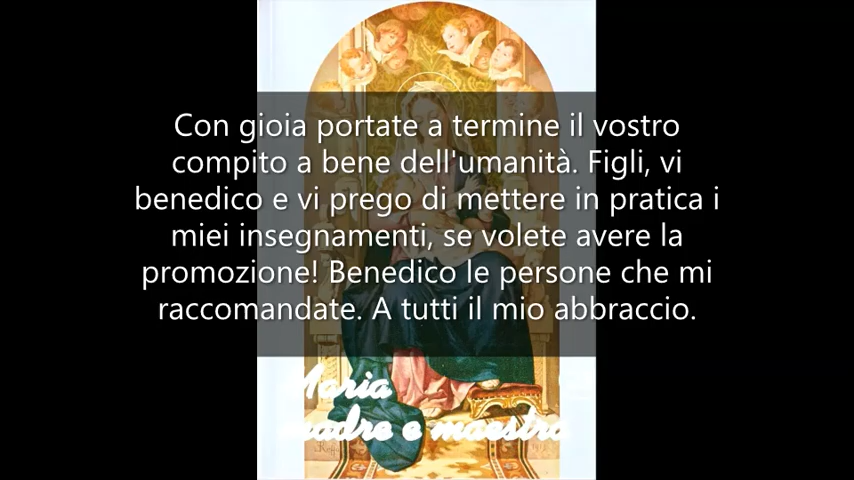 Con gioia portate a termine il vostro
compito a bene dell'umanità. Figli, vi
benedico e vi prego di mettere in pratica i
miei insegnamenti, se volete avere la
promozione! Benedico le persone che mi
raccomandate. A tutti il mio abbraccio.
Maria
madre e maestra